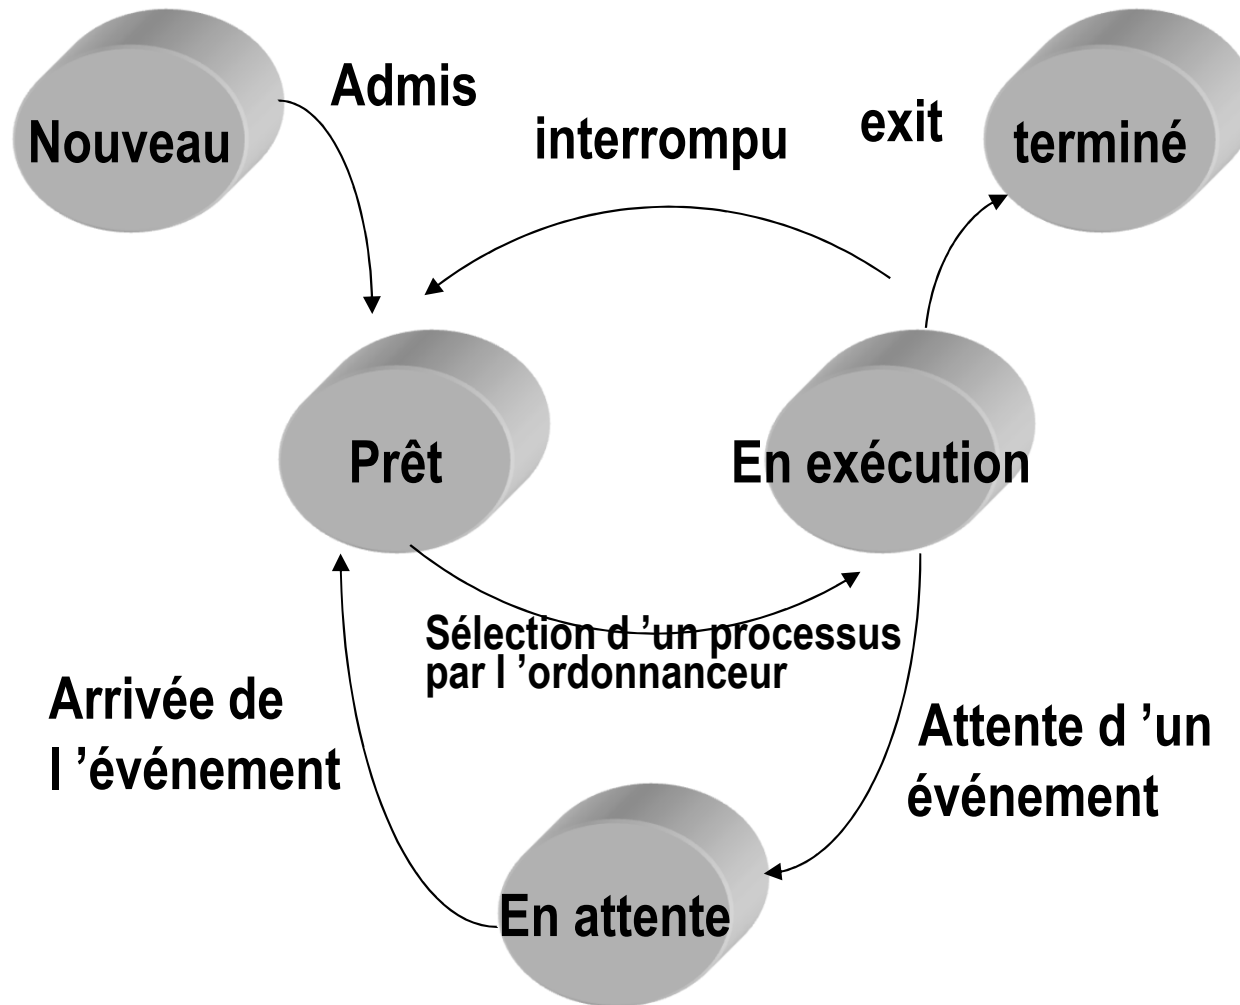 Nouveau
Admis
interrompu
exit
terminé
Prêt
En exécution
Sélection d ’un processus
par l ’ordonnanceur
Arrivée de
l ’événement
Attente d ’un
événement
En attente